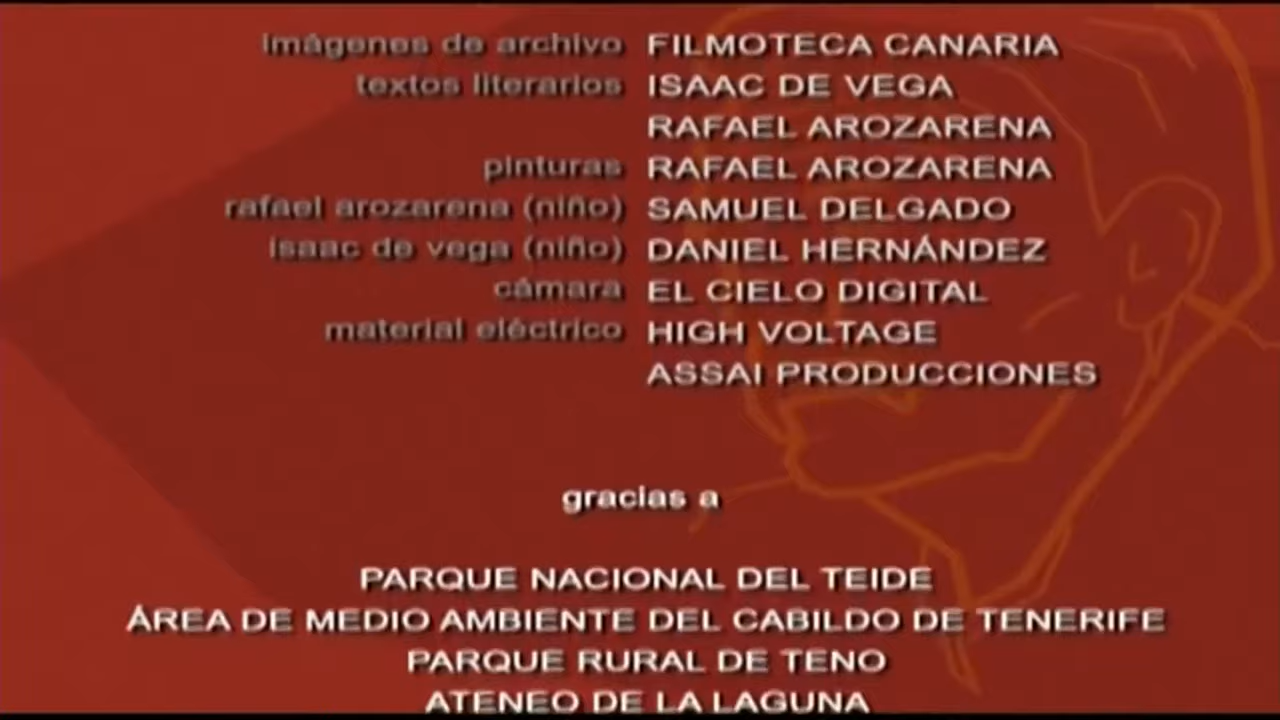 imágenes de archivo FILMOTECA CANARIA
textos literarios ISAAC DE VEGA
RAFAEL AROZARENA
pinturas RAFAEL AROZARENA
rafael arozarena (niño) SAMUEL DELGADO
isaac de vega (niño) DANIEL HERNÁNDEZ
cámara EL CIELO DIGITAL
material eléctrico HIGH VOLTAGE
ASSAI PRODUCCIONES
gracias a
PARQUE NACIONAL DEL TEIDE
ÁREA DE MEDIO AMBIENTE DEL CABILDO DE TENERIFE
PARQUE RURAL DE TENO
ATENEO DE LA LAGUNA